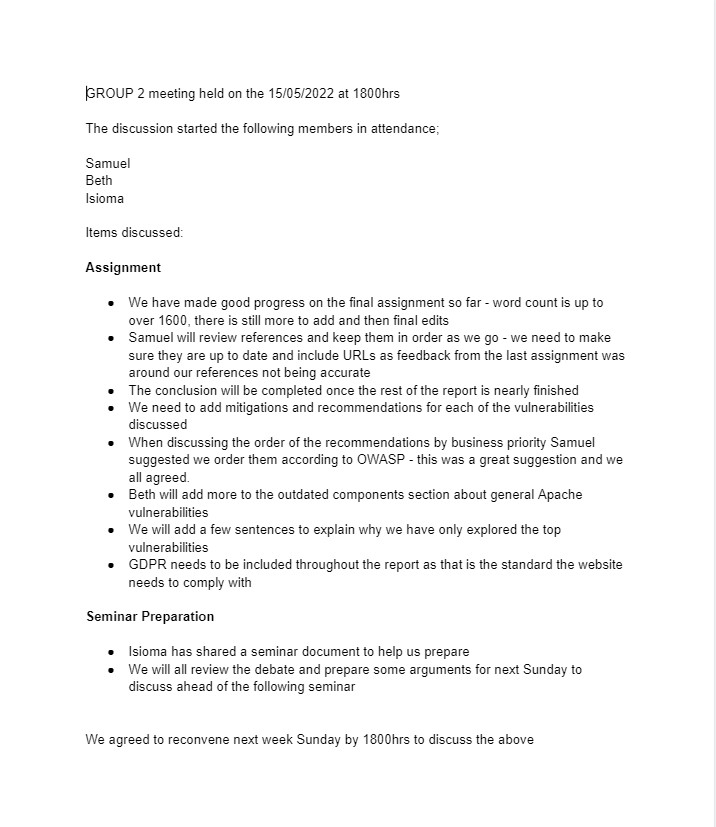 GROUP 2 meeting held on the 15/05/2022 at 1800hrs
The discussion started the following members in attendance;
Samuel
Beth
Isioma
Items discussed:
Assignment
• We have made good progress on the final assignment so far - word count is up to
over 1600, there is still more to add and then final edits
• Samuel will review references and keep them in order as we go - we need to make
sure they are up to date and include URLs as feedback from the last assignment was
around our references not being accurate
• The conclusion will be completed once the rest of the report is nearly finished
• We need to add mitigations and recommendations for each of the vulnerabilities
discussed
• When discussing the order of the recommendations by business priority Samuel
suggested we order them according to OWASP - this was a great suggestion and we
all agreed.
• Beth will add more to the outdated components section about general Apache
vulnerabilities
• We will add a few sentences to explain why we have only explored the top
vulnerabilities
• GDPR needs to be included throughout the report as that is the standard the website
needs to comply with
Seminar Preparation
• Isioma has shared a seminar document to help us prepare
• We will all review the debate and prepare some arguments for next Sunday to
discuss ahead of the following seminar
We agreed to reconvene next week Sunday by 1800hrs to discuss the above